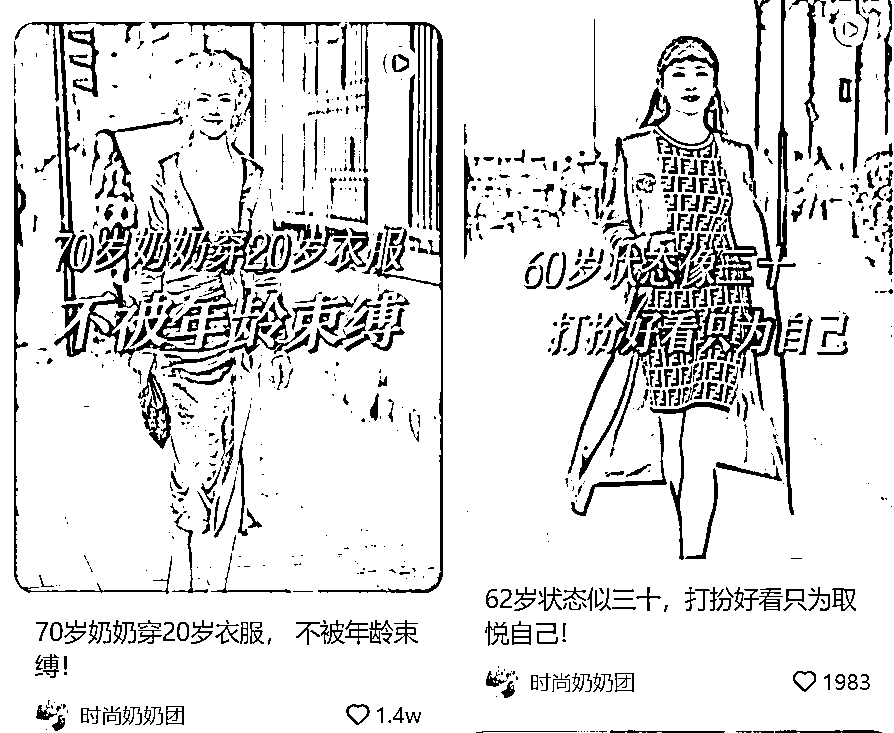 70岁奶奶穿20岁衣服
不被年龄束缚
70岁奶奶穿20岁衣服， 不被年龄束
缚！
时尚奶奶团
1.4w
60岁状态像三十
打扮好看只为自己
62岁状态似三十，打扮好看只为取
悦自己！
时尚奶奶团
1983